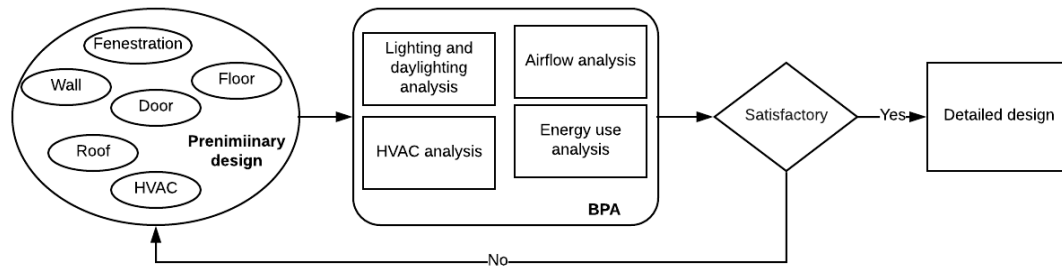 Fenestration
Wall
Floor
Door
Roof
Prenimiinary
design
HVAC
Lighting and
daylighting
analysis
Airflow analysis
HVAC analysis
Energy use
analysis
BPA
Satisfactory
Yes
Detailed design
No